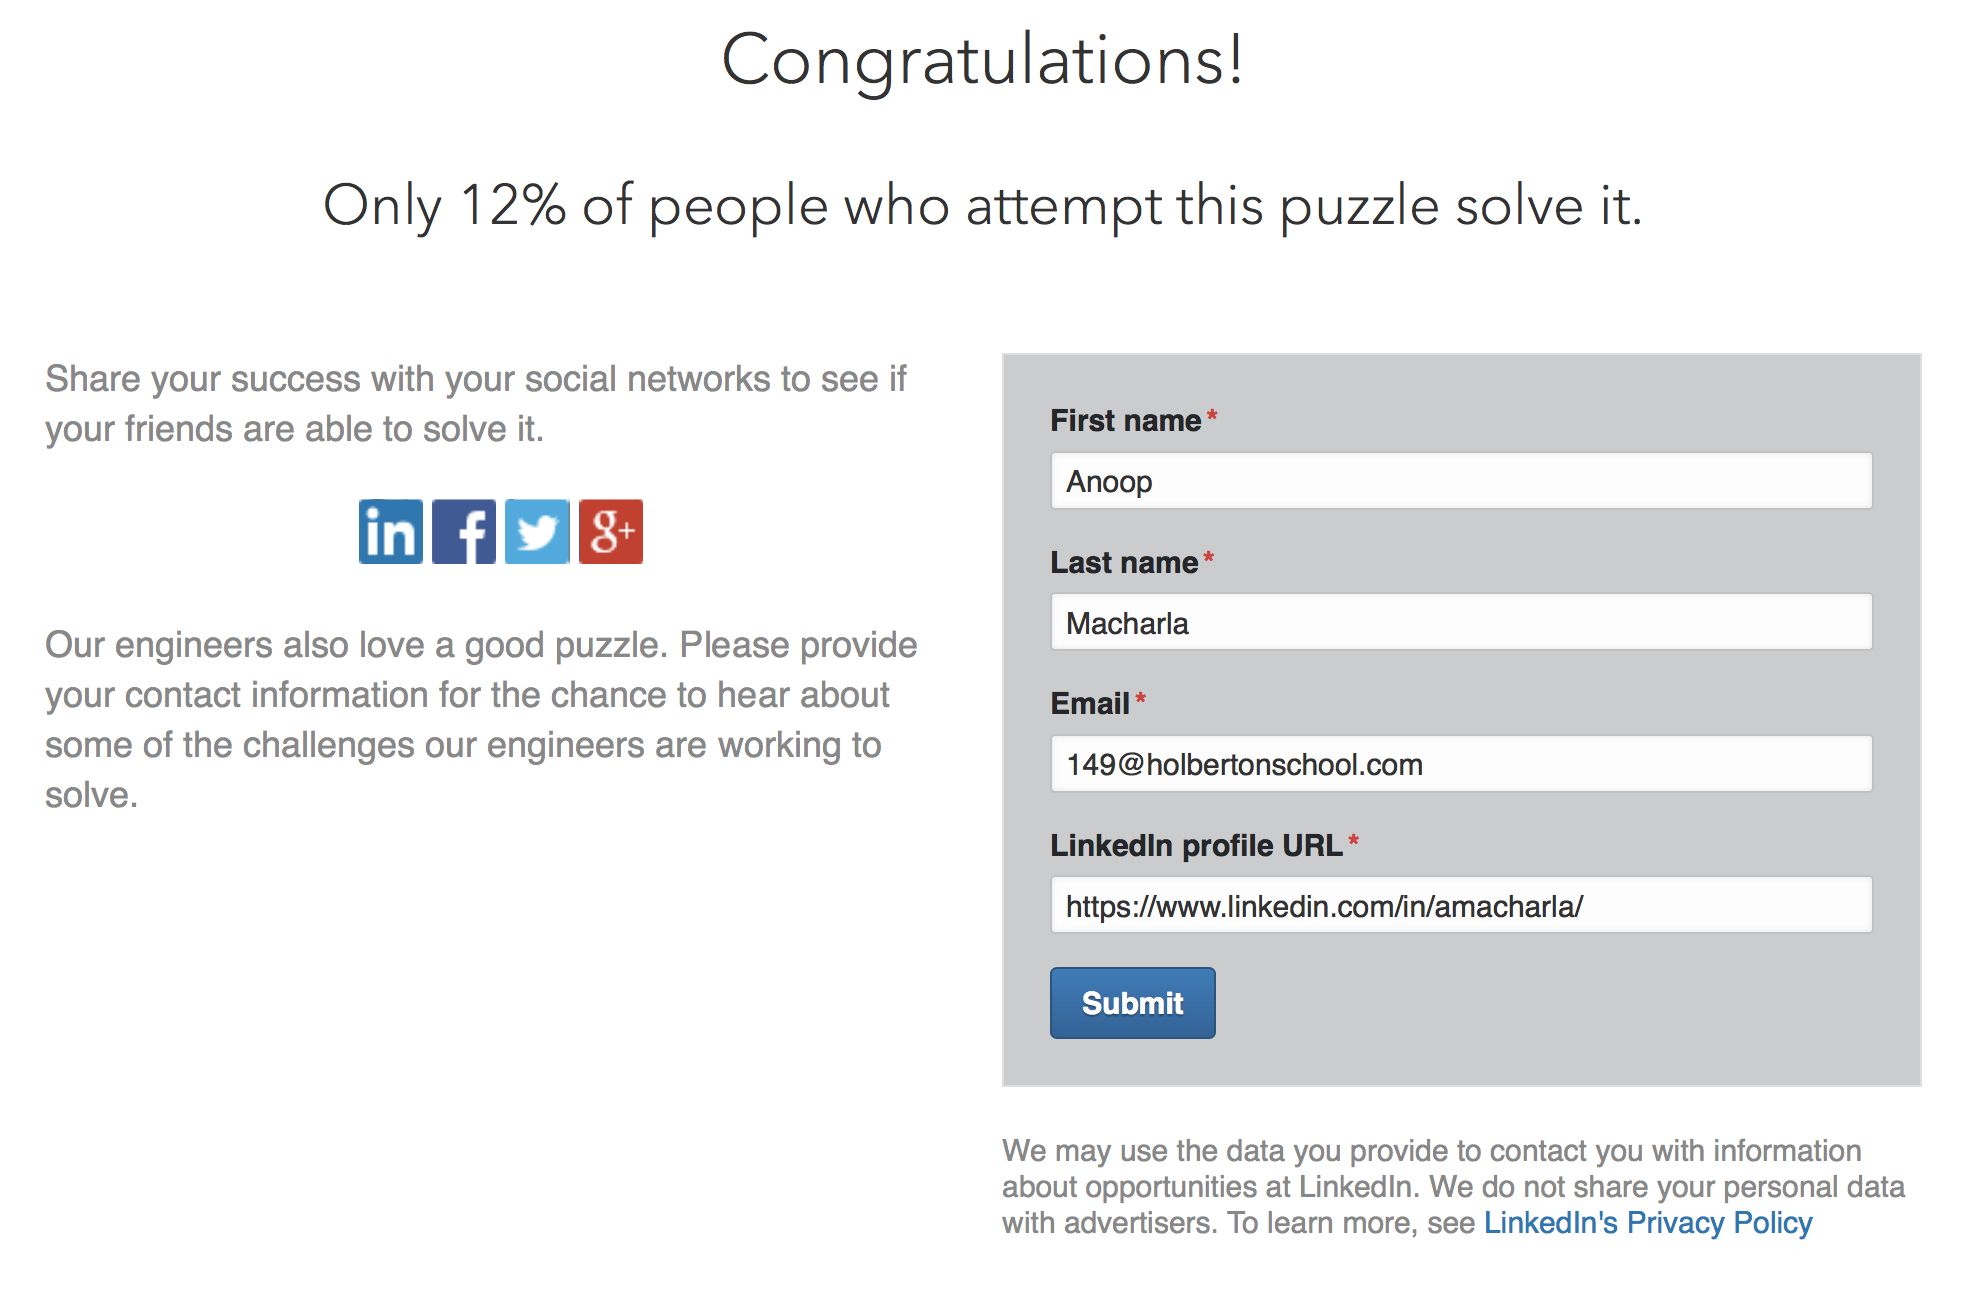 Congratulations!
Only 12% of people who attempt this puzzle solve it.
Share your success with your social networks to see if
your friends are able to solve it.
in f g+
Our engineers also love a good puzzle. Please provide
your contact information for the chance to hear about
some of the challenges our engineers are working to
solve.
First name*
Anoop
Last name*
Macharla
Email*
149@holbertonschool.com
LinkedIn profile URL*
https://www.linkedin.com/in/amacharla/
Submit
We may use the data you provide to contact you with information
about opportunities at LinkedIn. We do not share your personal data
with advertisers. To learn more, see LinkedIn's Privacy Policy